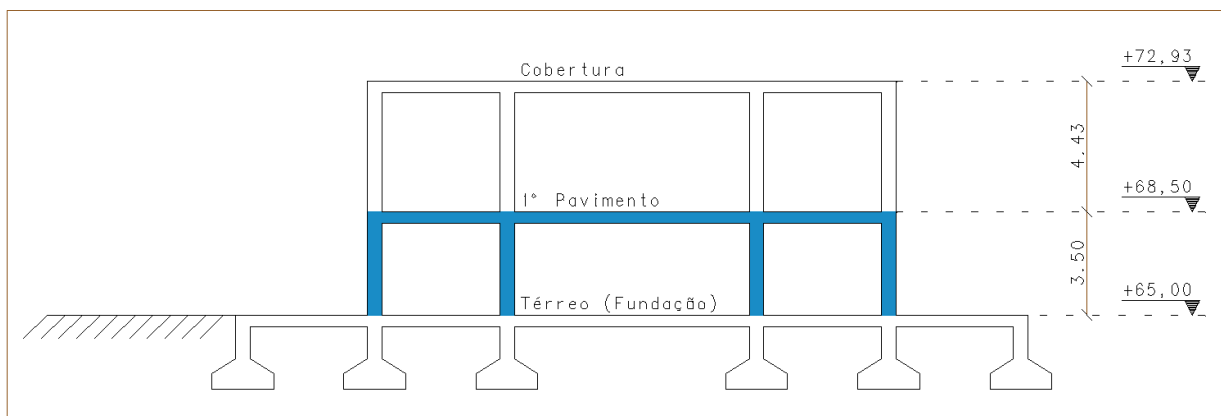 Cobertura
+72,93
4.43
1° Pavimento
+68,50
3.50
Térreo (Fundação)
+65,00